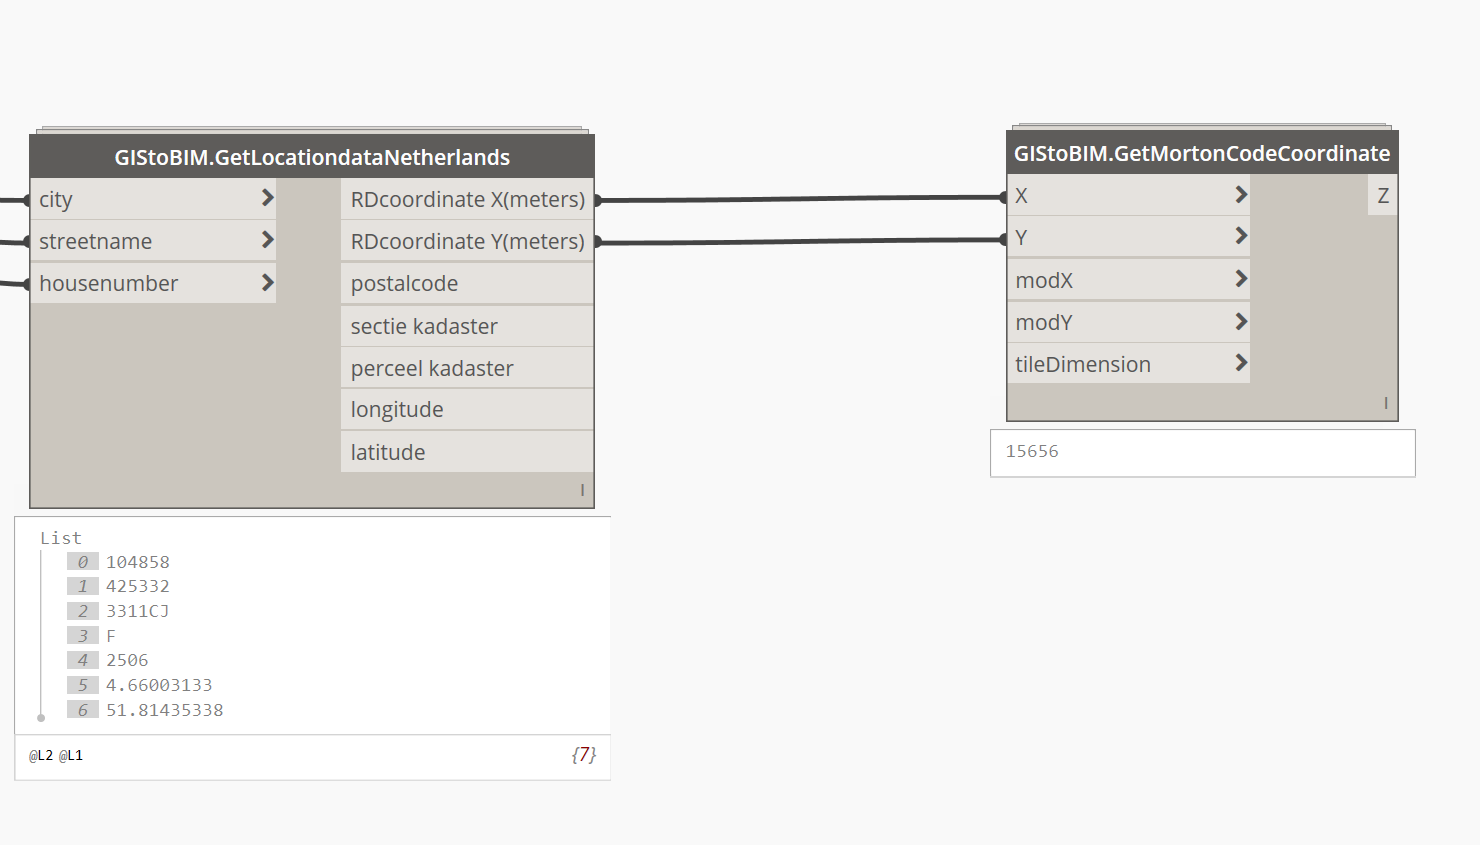 GIStoBIM.GetLocationdataNetherlands
city
streetname
housenumber
RDcoordinate X(meters)
RDcoordinate Y(meters)
postalcode
sectie kadaster
perceel kadaster
longitude
latitude
I
List
0 104858
1 425332
2 3311CJ
3 F
4 2506
5 4.66003133
6 51.81435338
@L2 @L1 {7}
GIStoBIM.GetMortonCodeCoordinate
X
Y
modX
modY
tileDimension
Z
I
15656